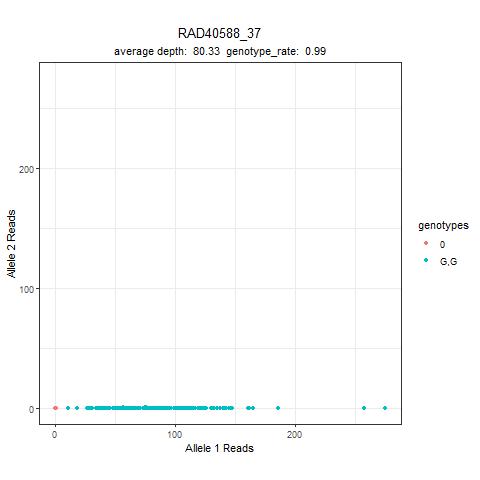 RAD40588_37
average depth: 80.33 genotype_rate: 0.99
Allele 2 Reads
200
100
0
0
100
200
Allele 1 Reads
genotypes
0
G,G